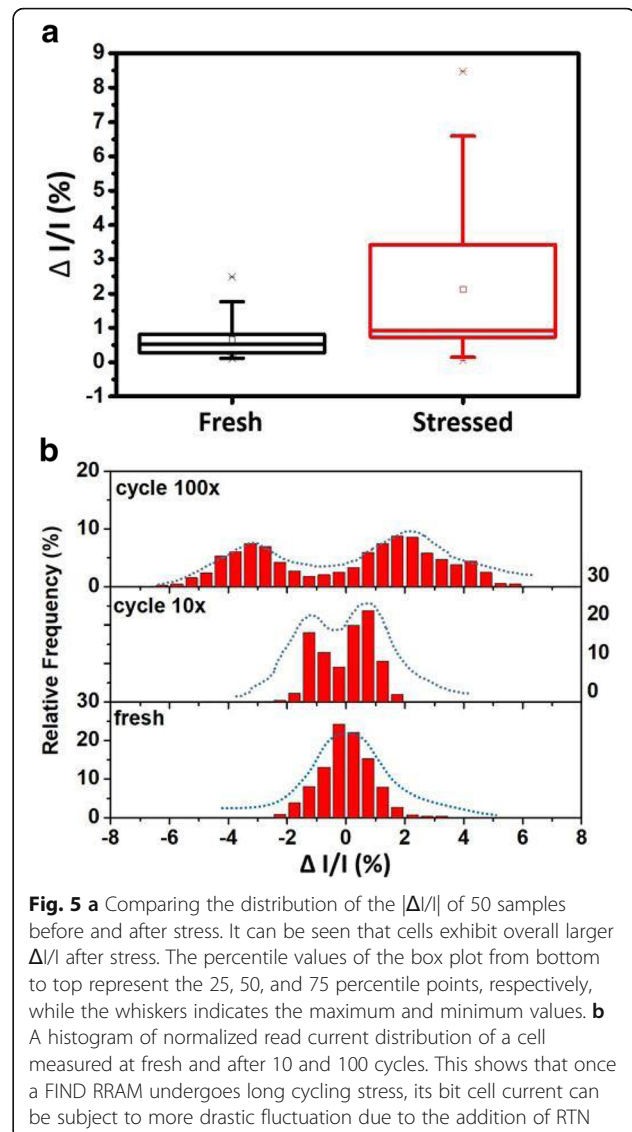 a
9
8
7
6
5
4
3
2
1
0
-1
Δ I/I (%)
Fresh
Stressed
b
20
10
0
cycle 100x
30
cycle 10x
20
10
0
30
fresh
20
10
0
Relative Frequency (%)
-8 -6 -4 -2 0 2 4 6 8
Δ I/I (%)
Fig. 5 a Comparing the distribution of the |ΔI/I| of 50 samples
before and after stress. It can be seen that cells exhibit overall larger
ΔI/I after stress. The percentile values of the box plot from bottom
to top represent the 25, 50, and 75 percentile points, respectively,
while the whiskers indicates the maximum and minimum values. b
A histogram of normalized read current distribution of a cell
measured at fresh and after 10 and 100 cycles. This shows that once
a FIND RRAM undergoes long cycling stress, its bit cell current can
be subject to more drastic fluctuation due to the addition of RTN